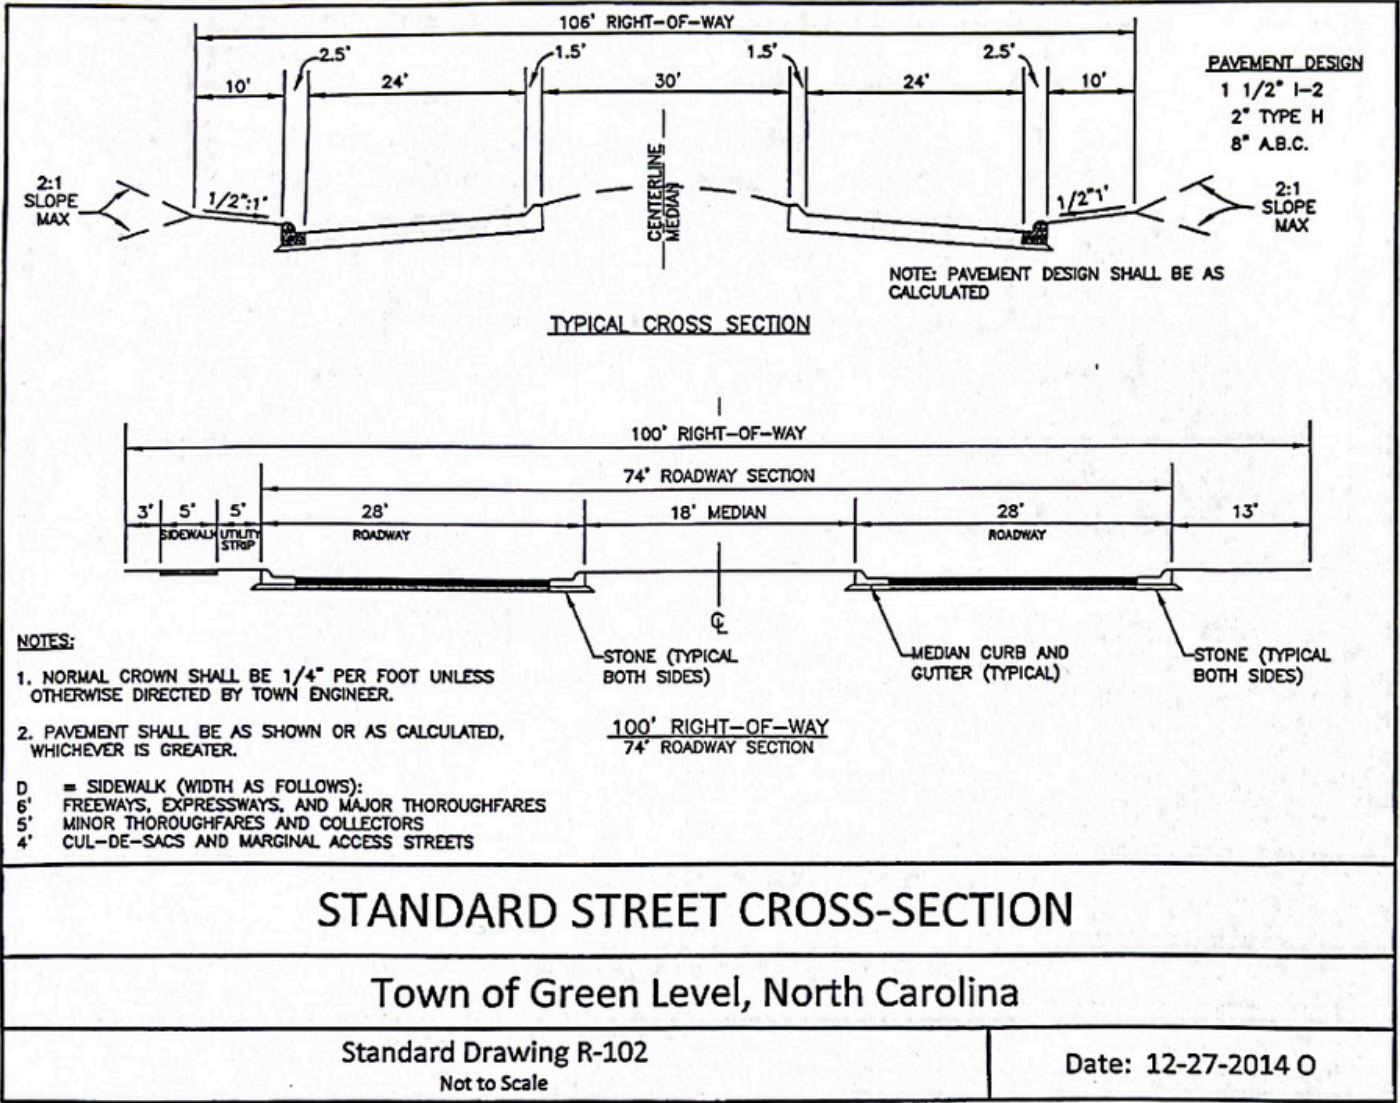 106' RIGHT-OF-WAY
2.5'
1.5'
1.5'
2.5'
10'
24'
30'
24'
10'
PAVEMENT DESIGN
1 1/2" I-2
2" TYPE H
8" A.B.C.
2:1
SLOPE
MAX
1/2":1'
CENTERLINE
MEDIAN
1/2"1'
2:1
SLOPE
MAX
NOTE: PAVEMENT DESIGN SHALL BE AS
CALCULATED
TYPICAL CROSS SECTION
100' RIGHT-OF-WAY
74' ROADWAY SECTION
3'
5'
5'
28'
18' MEDIAN
28'
13'
SIDEWALK
UTILITY
STRIP
ROADWAY
ROADWAY
CL
STONE (TYPICAL
BOTH SIDES)
MEDIAN CURB AND
GUTTER (TYPICAL)
STONE (TYPICAL
BOTH SIDES)
NOTES:
1. NORMAL CROWN SHALL BE 1/4" PER FOOT UNLESS
OTHERWISE DIRECTED BY TOWN ENGINEER.
2. PAVEMENT SHALL BE AS SHOWN OR AS CALCULATED,
WHICHEVER IS GREATER.
100' RIGHT-OF-WAY
74' ROADWAY SECTION
D = SIDEWALK (WIDTH AS FOLLOWS):
6' FREEWAYS, EXPRESSWAYS, AND MAJOR THOROUGHFARES
5' MINOR THOROUGHFARES AND COLLECTORS
4' CUL-DE-SACS AND MARGINAL ACCESS STREETS
STANDARD STREET CROSS-SECTION
Town of Green Level, North Carolina
Standard Drawing R-102
Not to Scale
Date: 12-27-2014 O